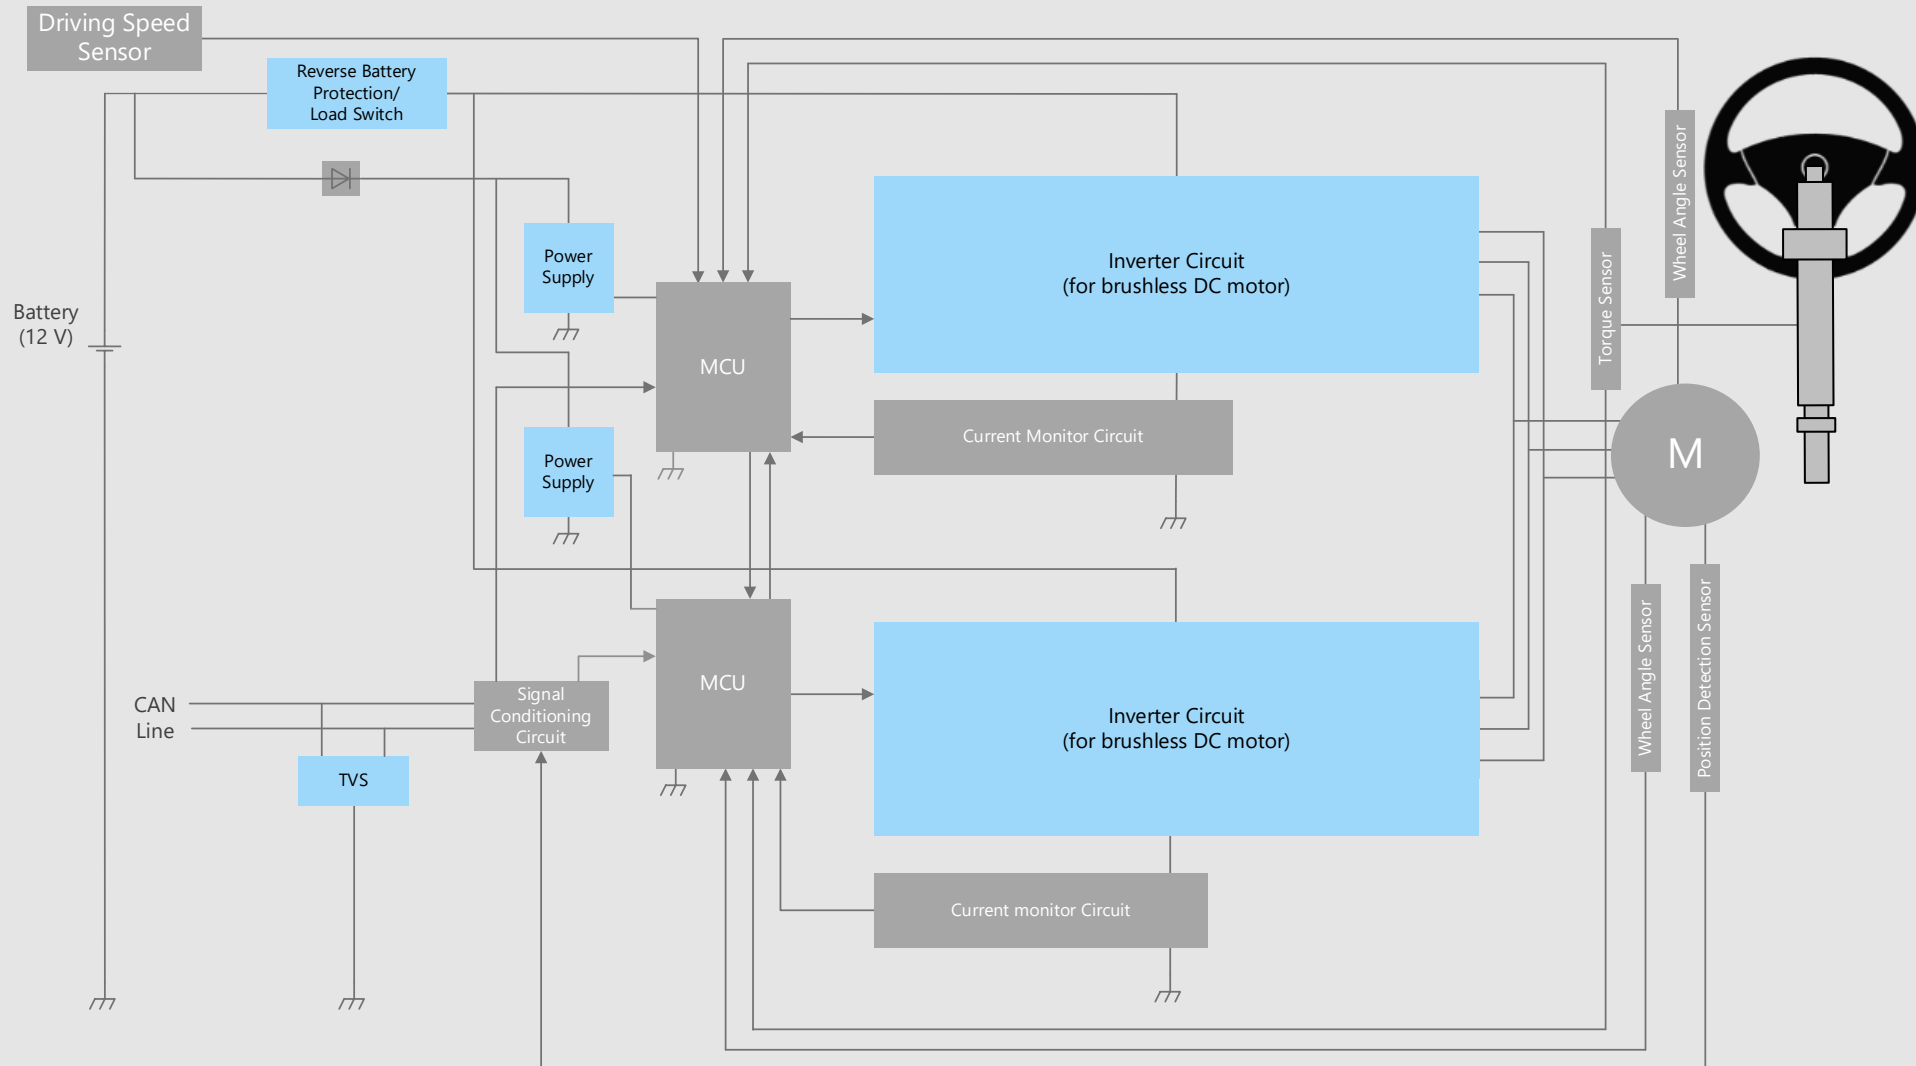 Driving Speed
Sensor
Reverse Battery
Protection/
Load Switch
Power
Supply
Battery
(12 V)
MCU
Inverter Circuit
(for brushless DC motor)
Torque Sensor
Wheel Angle Sensor
Current Monitor Circuit
M
Power
Supply
MCU
Signal
Conditioning
Circuit
CAN
Line
TVS
Inverter Circuit
(for brushless DC motor)
Wheel Angle Sensor
Position Detection Sensor
Current monitor Circuit